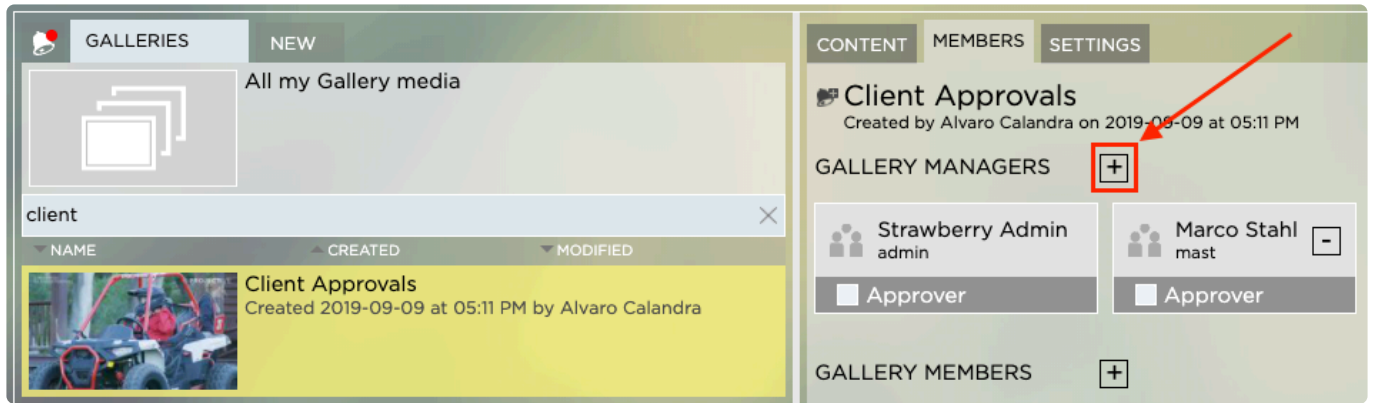 GALLERIES NEW
All my Gallery media
client
NAME CREATED MODIFIED
Client Approvals
Created 2019-09-09 at 05:11 PM by Alvaro Calandra
CONTENT MEMBERS SETTINGS
Client Approvals
Created by Alvaro Calandra on 2019-09-09 at 05:11 PM
GALLERY MANAGERS +
Strawberry Admin
admin
Approver
Marco Stahl -
mast
Approver
GALLERY MEMBERS +